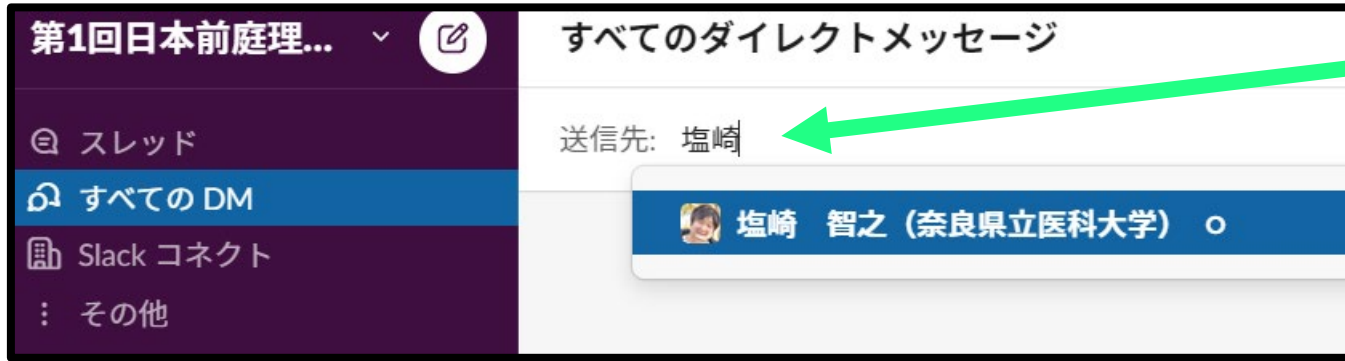 第1回日本前庭理...
すべてのダイレクトメッセージ
スレッド
すべての DM
Slack コネクト
その他
送信先: 塩崎
塩崎 智之（奈良県立医科大学）